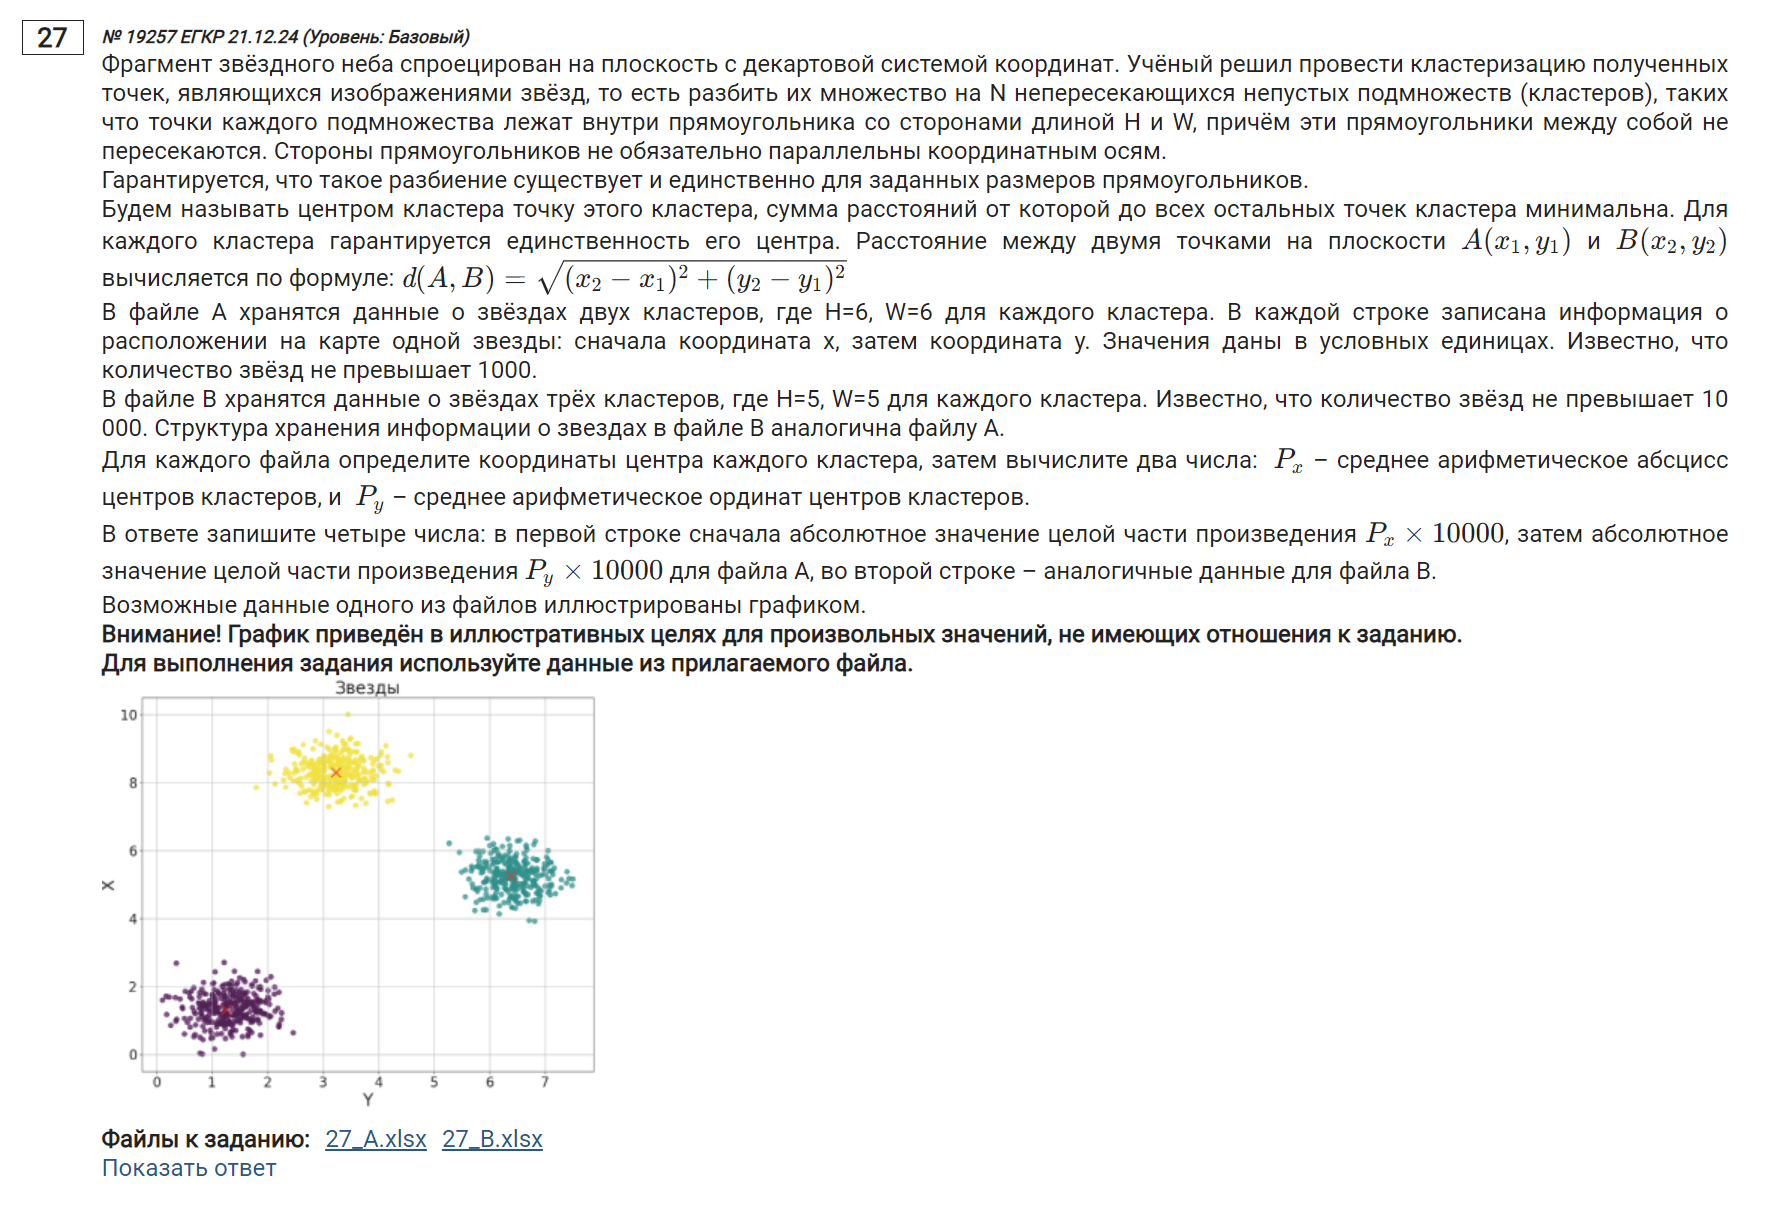 27
№ 19257 ЕГКР 21.12.24 (Уровень: Базовый)
Фрагмент звёздного неба спроецирован на плоскость с декартовой системой координат. Учёный решил провести кластеризацию полученных
точек, являющихся изображениями звёзд, то есть разбить их множество на N непересекающихся непустых подмножеств (кластеров), таких
что точки каждого подмножества лежат внутри прямоугольника со сторонами длиной H и W, причём эти прямоугольники между собой не
пересекаются. Стороны прямоугольников не обязательно параллельны координатным осям.
Гарантируется, что такое разбиение существует и единственно для заданных размеров прямоугольников.
Будем называть центром кластера точку этого кластера, сумма расстояний от которой до всех остальных точек кластера минимальна. Для
каждого кластера гарантируется единственность его центра. Расстояние между двумя точками на плоскости A(x₁, y₁) и B(x₂, y₂)
вычисляется по формуле: d(A, B) = √((x₂ − x₁)² + (y₂ − y₁)²)
В файле А хранятся данные о звёздах двух кластеров, где H=6, W=6 для каждого кластера. В каждой строке записана информация о
расположении на карте одной звезды: сначала координата x, затем координата y. Значения даны в условных единицах. Известно, что
количество звёзд не превышает 1000.
В файле B хранятся данные о звёздах трёх кластеров, где H=5, W=5 для каждого кластера. Известно, что количество звёзд не превышает 10
000. Структура хранения информации о звездах в файле B аналогична файлу А.
Для каждого файла определите координаты центра каждого кластера, затем вычислите два числа: Pₓ – среднее арифметическое абсцисс
центров кластеров, и P_y – среднее арифметическое ординат центров кластеров.
В ответе запишите четыре числа: в первой строке сначала абсолютное значение целой части произведения Pₓ × 10000, затем абсолютное
значение целой части произведения P_y × 10000 для файла А, во второй строке – аналогичные данные для файла B.
Возможные данные одного из файлов иллюстрированы графиком.
Внимание! График приведён в иллюстративных целях для произвольных значений, не имеющих отношения к заданию.
Для выполнения задания используйте данные из прилагаемого файла.
Звезды
10
8
6
X
4
2
0
0 1 2 3 4 5 6 7
Y
Файлы к заданию: 27_A.xlsx 27_B.xlsx
Показать ответ